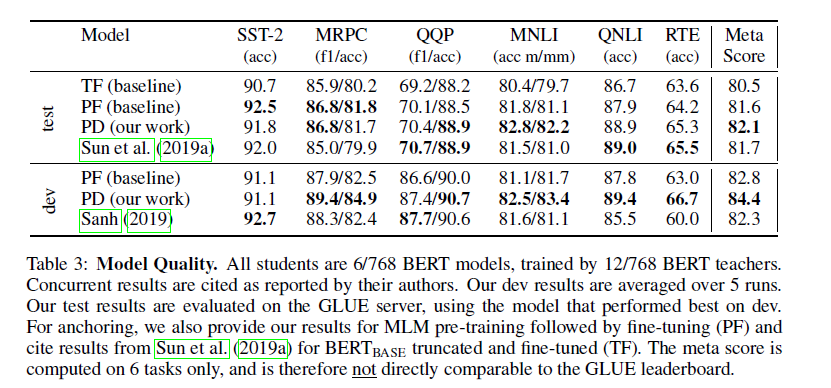 Model SST-2 MRPC QQP MNLI QNLI RTE Meta
(acc) (f1/acc) (f1/acc) (acc m/mm) (acc) (acc) Score
test
TF (baseline) 90.7 85.9/80.2 69.2/88.2 80.4/79.7 86.7 63.6 80.5
PF (baseline) 92.5 86.8/81.8 70.1/88.5 81.8/81.1 87.9 64.2 81.6
PD (our work) 91.8 86.8/81.7 70.4/88.9 82.8/82.2 88.9 65.3 82.1
Sun et al. (2019a) 92.0 85.0/79.9 70.7/88.9 81.5/81.0 89.0 65.5 81.7
dev
PF (baseline) 91.1 87.9/82.5 86.6/90.0 81.1/81.7 87.8 63.0 82.8
PD (our work) 91.1 89.4/84.9 87.4/90.7 82.5/83.4 89.4 66.7 84.4
Sanh (2019) 92.7 88.3/82.4 87.7/90.6 81.6/81.1 85.5 60.0 82.3
Table 3: Model Quality. All students are 6/768 BERT models, trained by 12/768 BERT teachers.
Concurrent results are cited as reported by their authors. Our dev results are averaged over 5 runs.
Our test results are evaluated on the GLUE server, using the model that performed best on dev.
For anchoring, we also provide our results for MLM pre-training followed by fine-tuning (PF) and
cite results from Sun et al. (2019a) for BERTBASE truncated and fine-tuned (TF). The meta score is
computed on 6 tasks only, and is therefore not directly comparable to the GLUE leaderboard.